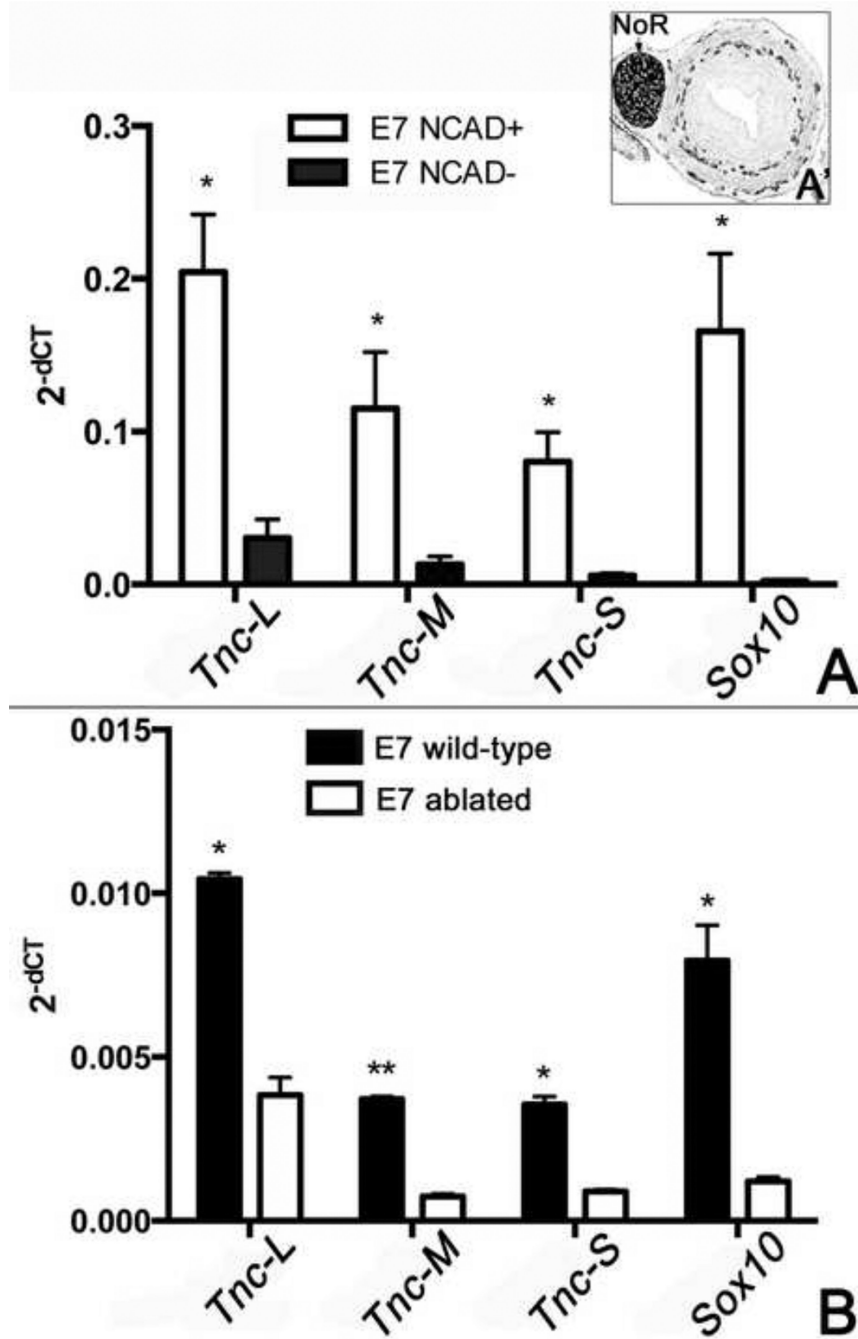 NoR
A’
E7 NCAD+
E7 NCAD-
0.3
0.2
0.1
0.0
2-dCT
*
*
*
*
Tnc-L
Tnc-M
Tnc-S
Sox10
A
E7 wild-type
E7 ablated
0.015
0.010
0.005
0.000
2-dCT
*
**
*
*
Tnc-L
Tnc-M
Tnc-S
Sox10
B